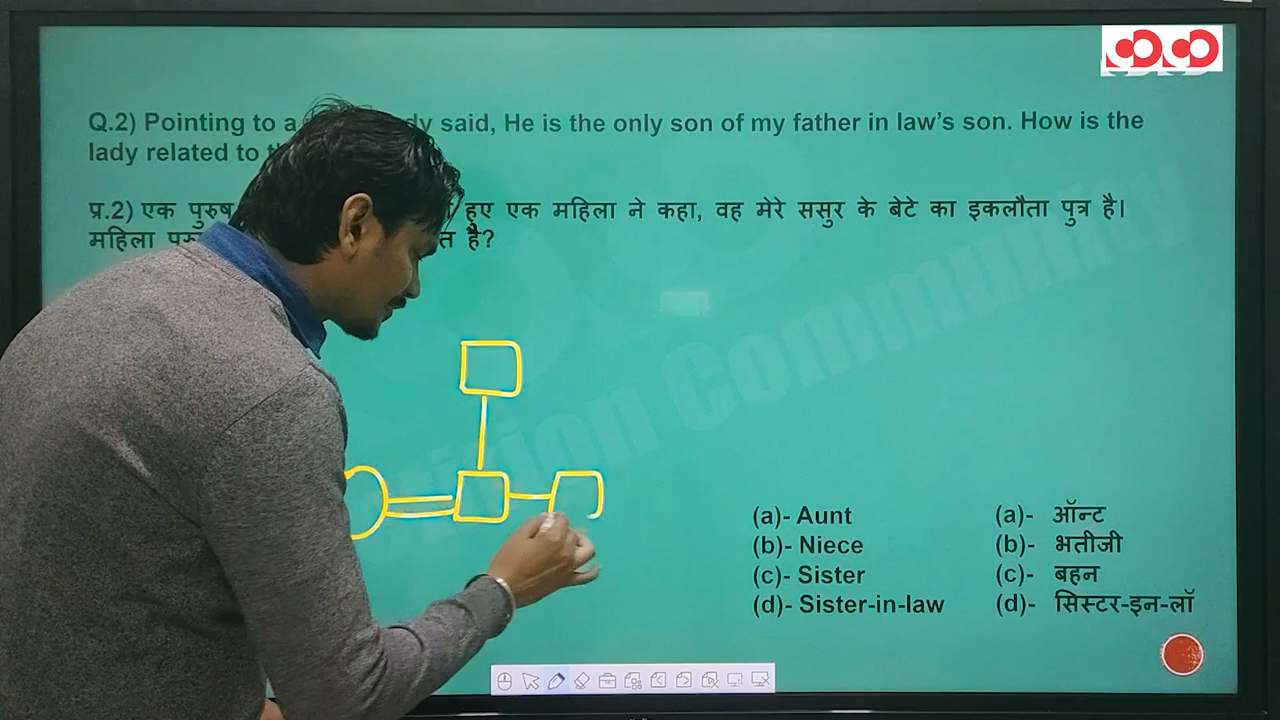 Q.2) Pointing to a said, He is the only son of my father in law's son. How is the
lady related to
प्र.2) एक पुरुष हुए एक महिला ने कहा, वह मेरे ससुर के बेटे का इकलौता पुत्र है।
महिला है?
(a)- Aunt
(b)- Niece
(c)- Sister
(d)- Sister-in-law
(a)- ऑन्ट
(b)- भतीजी
(c)- बहन
(d)- सिस्टर-इन-लॉ
Community